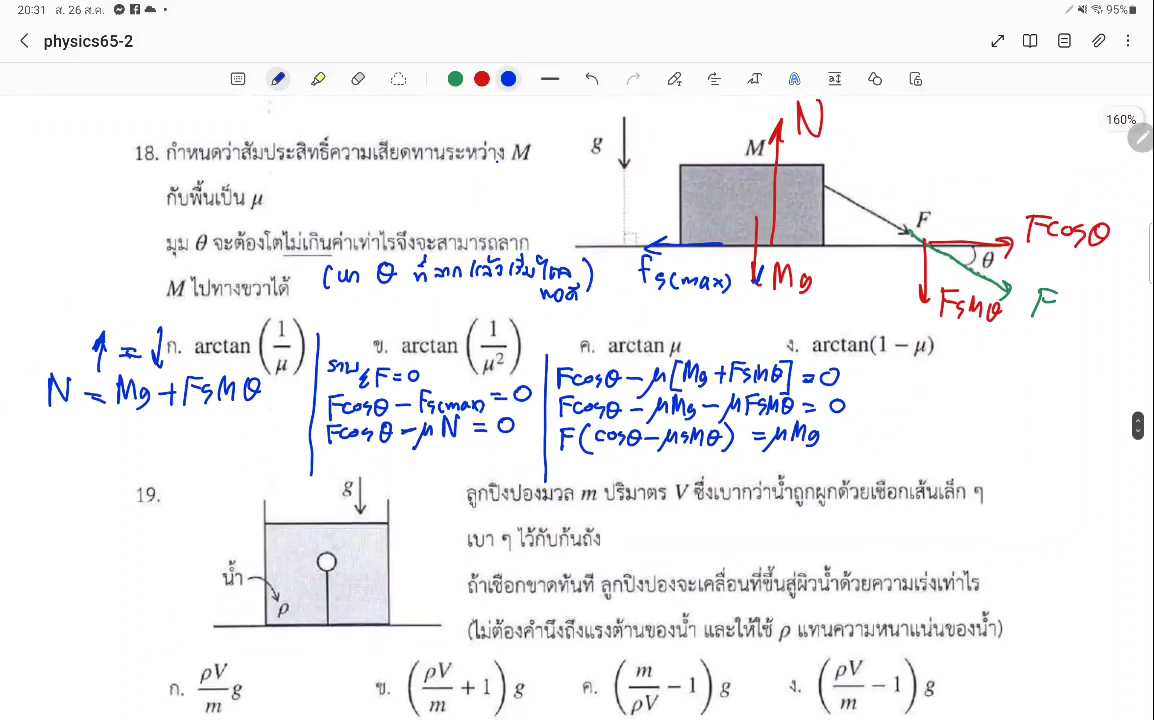 20:31 ส. 26 ส.ค.
95%
physics65-2
160%
18. กำหนดว่าสัมประสิทธิ์ความเสียดทานระหว่าง M
กับพื้นเป็น μ
มุม θ จะต้องโตไม่เกินค่าเท่าไรจึงจะสามารถลาก
M ไปทางขวาได้
(หา θ ที่ลากแล้วเริ่มไถลพอดี)
g
M
N
F
Fcosθ
θ
fs(max)
Mg
Fsinθ
F
ก. arctan (1/μ)
ข. arctan (1/μ²)
ค. arctan μ
ง. arctan(1 − μ)
↑ = ↓
N = Mg + Fsinθ
ราบ ΣF = 0
Fcosθ − fs(max) = 0
Fcosθ − μN = 0
Fcosθ − μ[Mg + Fsinθ] = 0
Fcosθ − μMg − μFsinθ = 0
F(cosθ − μsinθ) = μMg
19.
g
น้ำ
ρ
ลูกปิงปองมวล m ปริมาตร V ซึ่งเบากว่าน้ำถูกผูกด้วยเชือกเส้นเล็ก ๆ
เบา ๆ ไว้กับก้นถัง
ถ้าเชือกขาดทันที ลูกปิงปองจะเคลื่อนที่ขึ้นสู่ผิวน้ำด้วยความเร่งเท่าไร
(ไม่ต้องคำนึงถึงแรงต้านของน้ำ และให้ใช้ ρ แทนความหนาแน่นของน้ำ)
ก. ρV/m g
ข. (ρV/m + 1) g
ค. (m/ρV − 1) g
ง. (ρV/m − 1) g